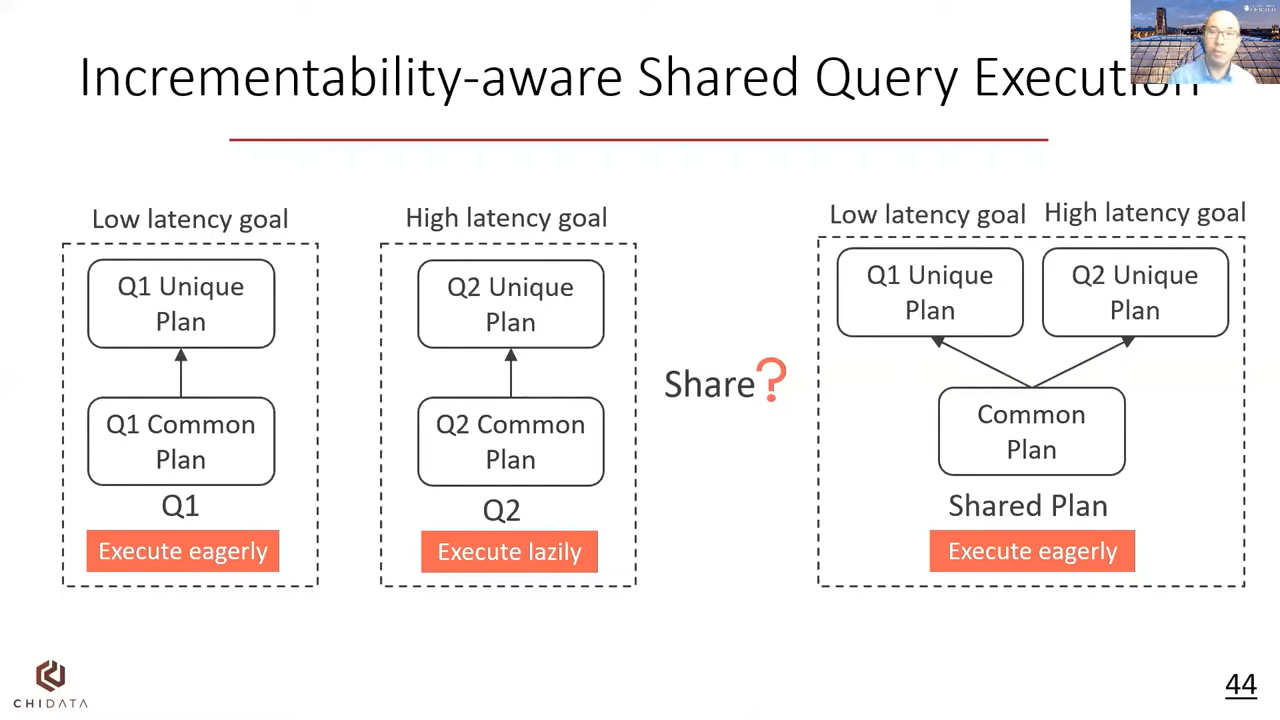 Incrementability-aware Shared Query Execution
Low latency goal
Q1 Unique
Plan
Q1 Common
Plan
Q1
Execute eagerly
High latency goal
Q2 Unique
Plan
Q2 Common
Plan
Q2
Execute lazily
Share?
Low latency goal
High latency goal
Q1 Unique
Plan
Q2 Unique
Plan
Common
Plan
Shared Plan
Execute eagerly
CHIDATA
44